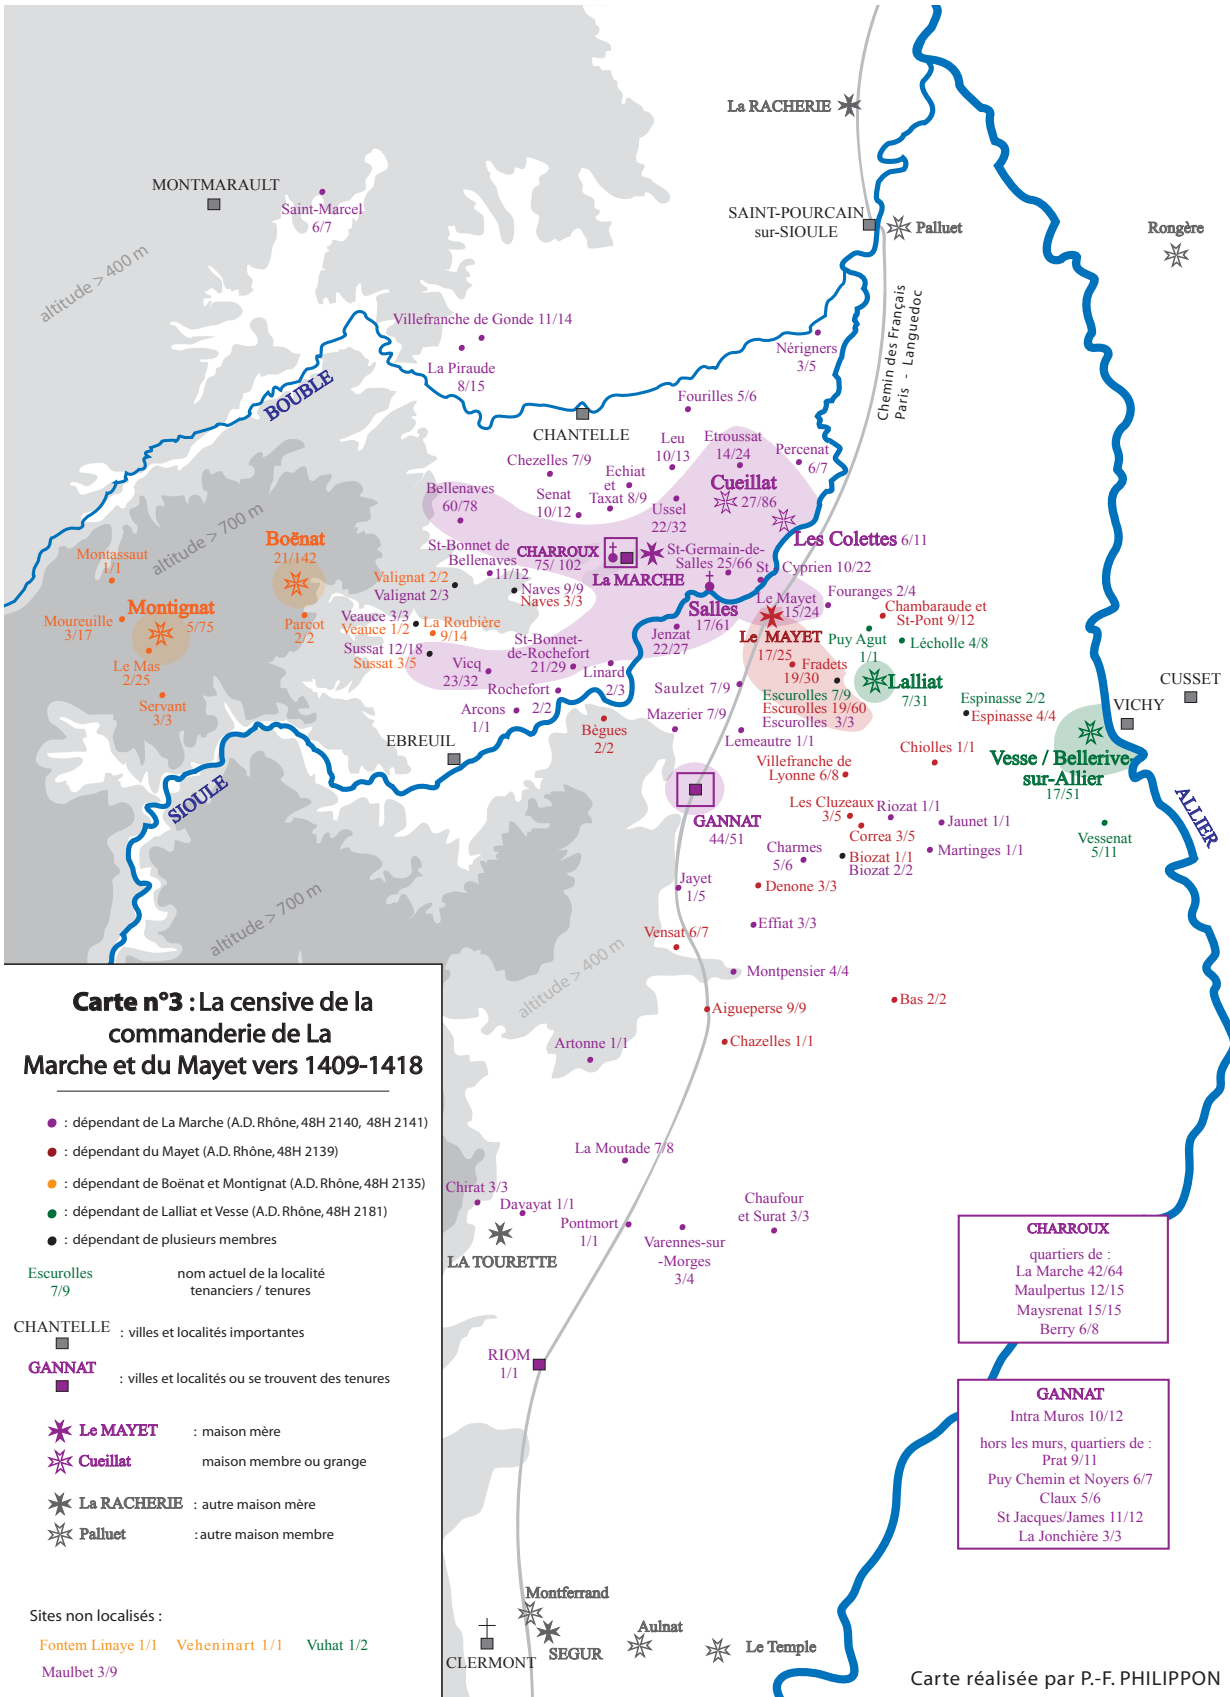 La RACHERIE
MONTMARAULT
Saint-Marcel
6/7
SAINT-POURCAIN
sur-SIOULE
Palluet
Rongère
altitude > 400 m
Chemin des Français
Paris - Languedoc
Villefranche de Gonde 11/14
La Piraude
8/15
Nérigners
3/5
BOUBLE
Fourilles 5/6
CHANTELLE
Leu
10/13
Etroussat
14/24
Percenat
6/7
Chezelles 7/9
Echiat
et
Taxat 8/9
Cueillat
27/86
Bellenaves
60/78
Senat
10/12
Ussel
22/32
altitude > 700 m
Boënat
21/142
Les Colettes 6/11
St-Bonnet de
Bellenaves
11/12
CHARROUX
75/ 102
La MARCHE
St-Germain-de-
Salles 25/66
St - Cyprien 10/22
Montassaut
1/1
Valignat 2/2
Valignat 2/3
Naves 9/9
Naves 3/3
Le Mayet
15/24
Fouranges 2/4
Montignat
5/75
Moureuille
3/17
Parcot
2/2
Veauce 3/3
Veauce 1/2
La Roubière
9/14
Salles
17/61
Chambaraude et
St-Pont 9/12
Jenzat
22/27
Le MAYET
17/25
Puy Agut
1/1
Lécholle 4/8
Sussat 12/18
Sussat 3/5
St-Bonnet-
de-Rochefort
21/29
Le Mas
2/25
Vicq
23/32
Linard
2/3
Fradets
19/30
Lalliat
7/31
CUSSET
Servant
3/3
Rochefort
2/2
Saulzet 7/9
Escurolles 7/9
Escurolles 19/60
Escurolles 3/3
Espinasse 2/2
Espinasse 4/4
VICHY
Arcons
1/1
Mazerier 7/9
Bègues
2/2
Lemeautre 1/1
EBREUIL
Chiolles 1/1
Vesse / Bellerive-
sur-Allier
17/51
Villefranche de
Lyonne 6/8
SIOULE
ALLIER
GANNAT
44/51
Les Cluzeaux
3/5
Riozat 1/1
Jaunet 1/1
Correa 3/5
Vessenat
5/11
Charmes
5/6
Biozat 1/1
Biozat 2/2
Martinges 1/1
Jayet
1/5
Denone 3/3
altitude > 700 m
Effiat 3/3
Vensat 6/7
altitude > 400 m
Montpensier 4/4
Bas 2/2
Aigueperse 9/9
Chazelles 1/1
Artonne 1/1
La Moutade 7/8
Chirat 3/3
Davayat 1/1
Chaufour
et Surat 3/3
Pontmort
1/1
Varennes-sur
-Morges
3/4
LA TOURETTE
RIOM
1/1
Montferrand
SEGUR
CLERMONT
Aulnat
Le Temple
Carte n°3 : La censive de la
commanderie de La
Marche et du Mayet vers 1409-1418
: dépendant de La Marche (A.D. Rhône, 48H 2140, 48H 2141)
: dépendant du Mayet (A.D. Rhône, 48H 2139)
: dépendant de Boënat et Montignat (A.D. Rhône, 48H 2135)
: dépendant de Lalliat et Vesse (A.D. Rhône, 48H 2181)
: dépendant de plusieurs membres
Escurolles
7/9
nom actuel de la localité
tenanciers / tenures
CHANTELLE
: villes et localités importantes
GANNAT
: villes et localités ou se trouvent des tenures
Le MAYET : maison mère
Cueillat maison membre ou grange
La RACHERIE : autre maison mère
Palluet : autre maison membre
Sites non localisés :
Fontem Linaye 1/1 Veheninart 1/1 Vuhat 1/2
Maulbet 3/9
CHARROUX
quartiers de :
La Marche 42/64
Maulpertus 12/15
Maysrenat 15/15
Berry 6/8
GANNAT
Intra Muros 10/12
hors les murs, quartiers de :
Prat 9/11
Puy Chemin et Noyers 6/7
Claux 5/6
St Jacques/James 11/12
La Jonchière 3/3
Carte réalisée par P.-F. PHILIPPON